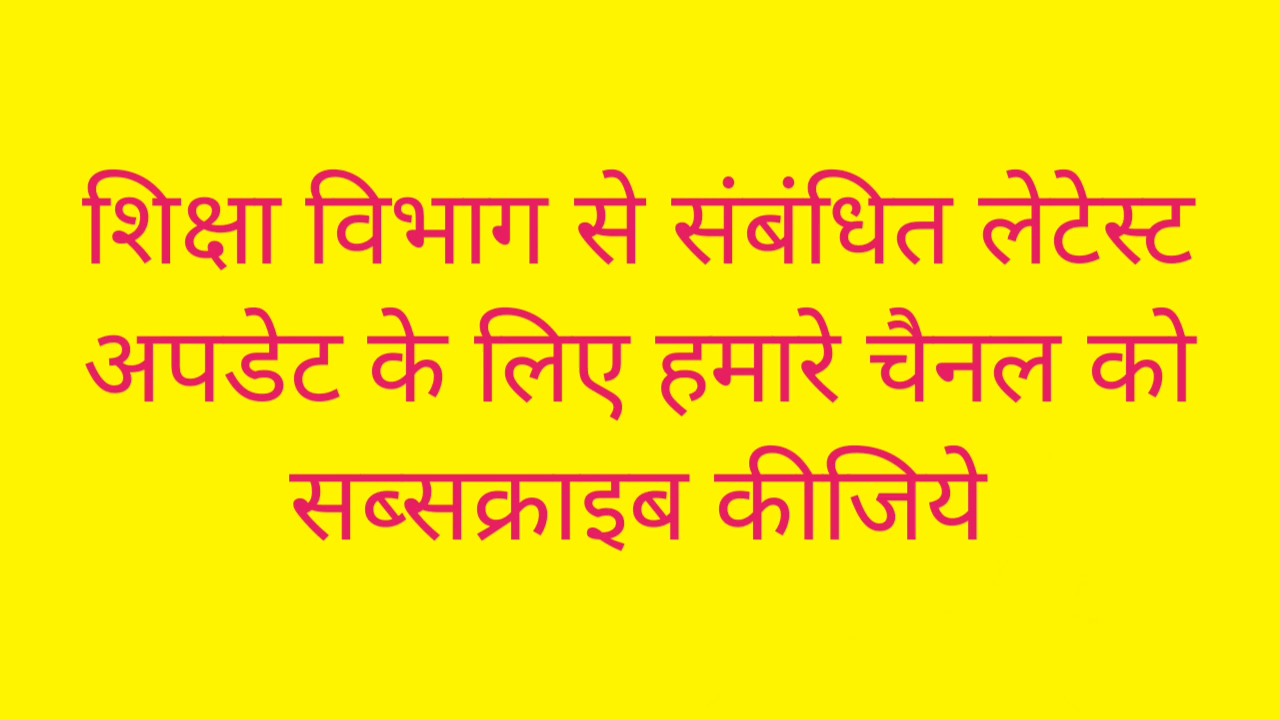 शिक्षा विभाग से संबंधित लेटेस्ट
अपडेट के लिए हमारे चैनल को
सब्सक्राइब कीजिये